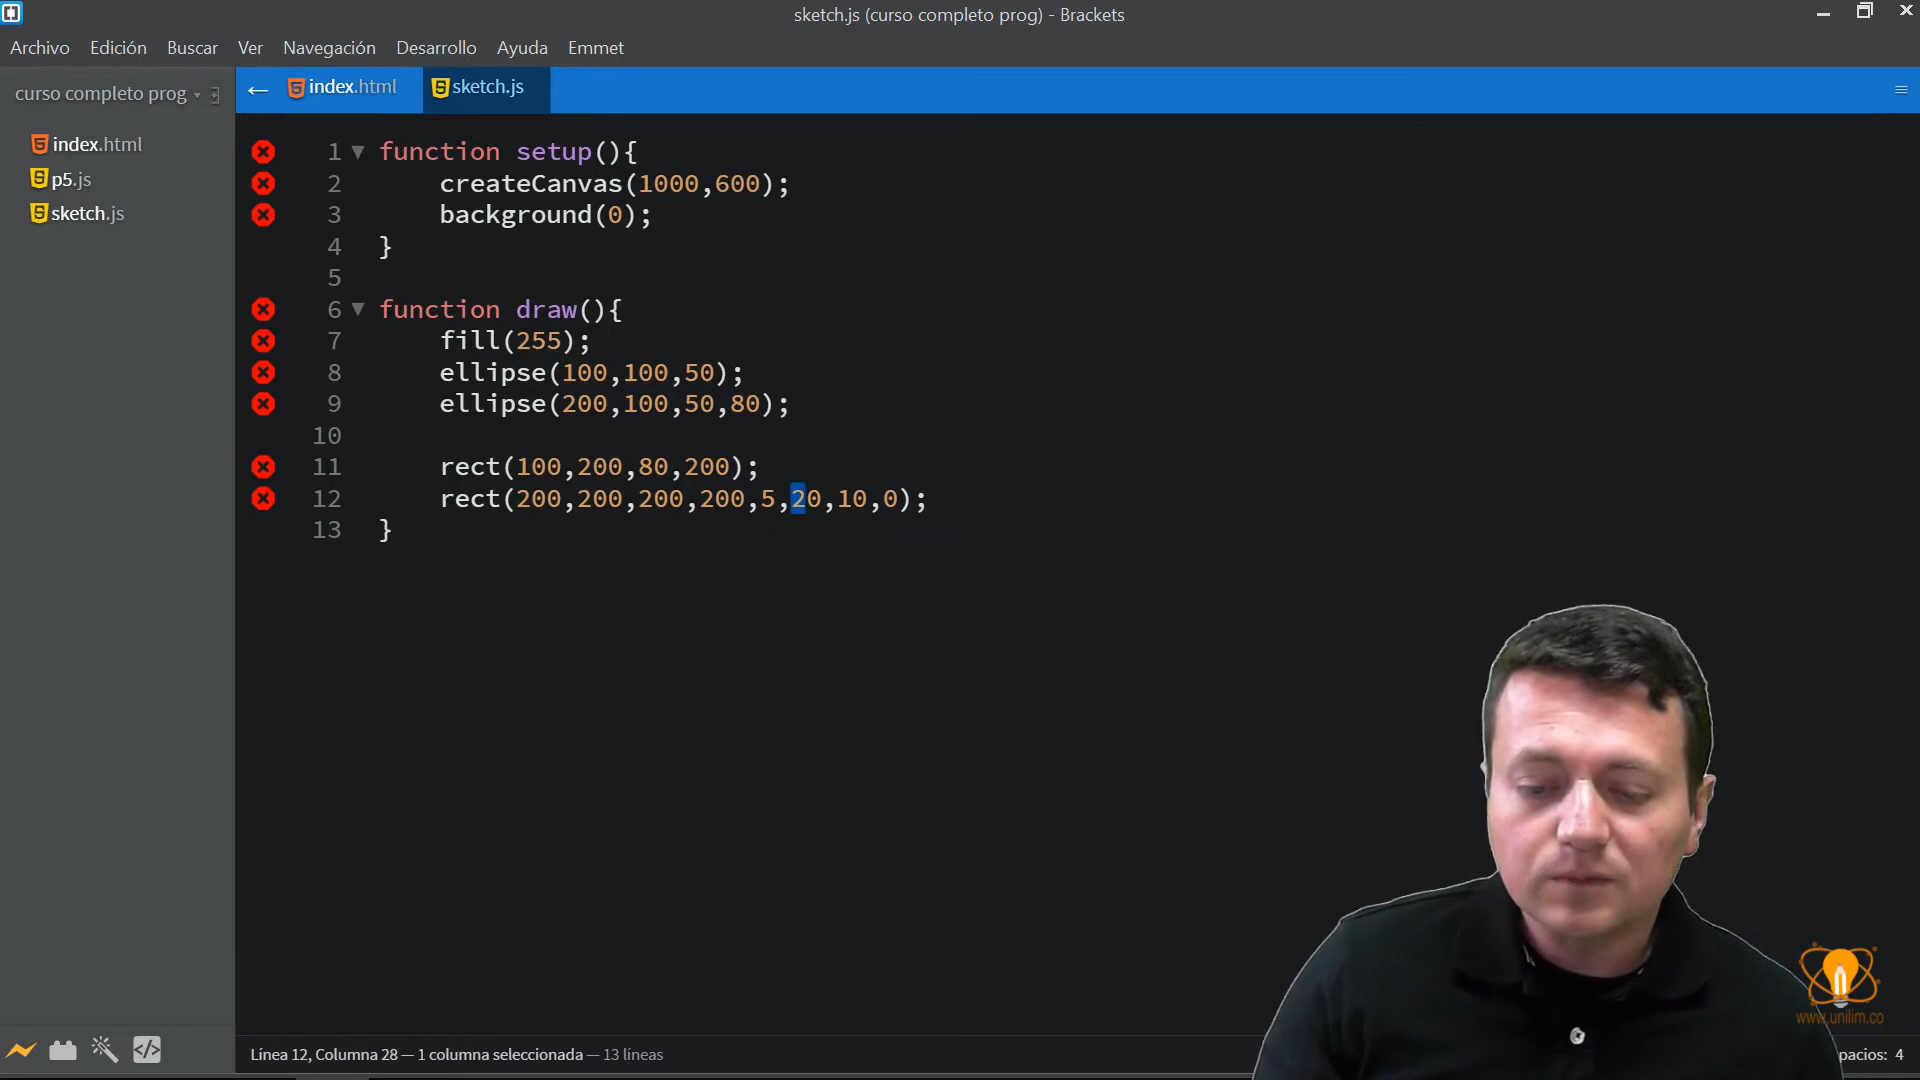 sketch.js (curso completo prog) - Brackets
Archivo Edición Buscar Ver Navegación Desarrollo Ayuda Emmet
curso completo prog
index.html
p5.js
sketch.js
index.html sketch.js
1 function setup(){
2 createCanvas(1000,600);
3 background(0);
4 }
5
6 function draw(){
7 fill(255);
8 ellipse(100,100,50);
9 ellipse(200,100,50,80);
10
11 rect(100,200,80,200);
12 rect(200,200,200,200,5,20,10,0);
13 }
www.unilim.co
Línea 12, Columna 28 — 1 columna seleccionada — 13 líneas
pacios: 4